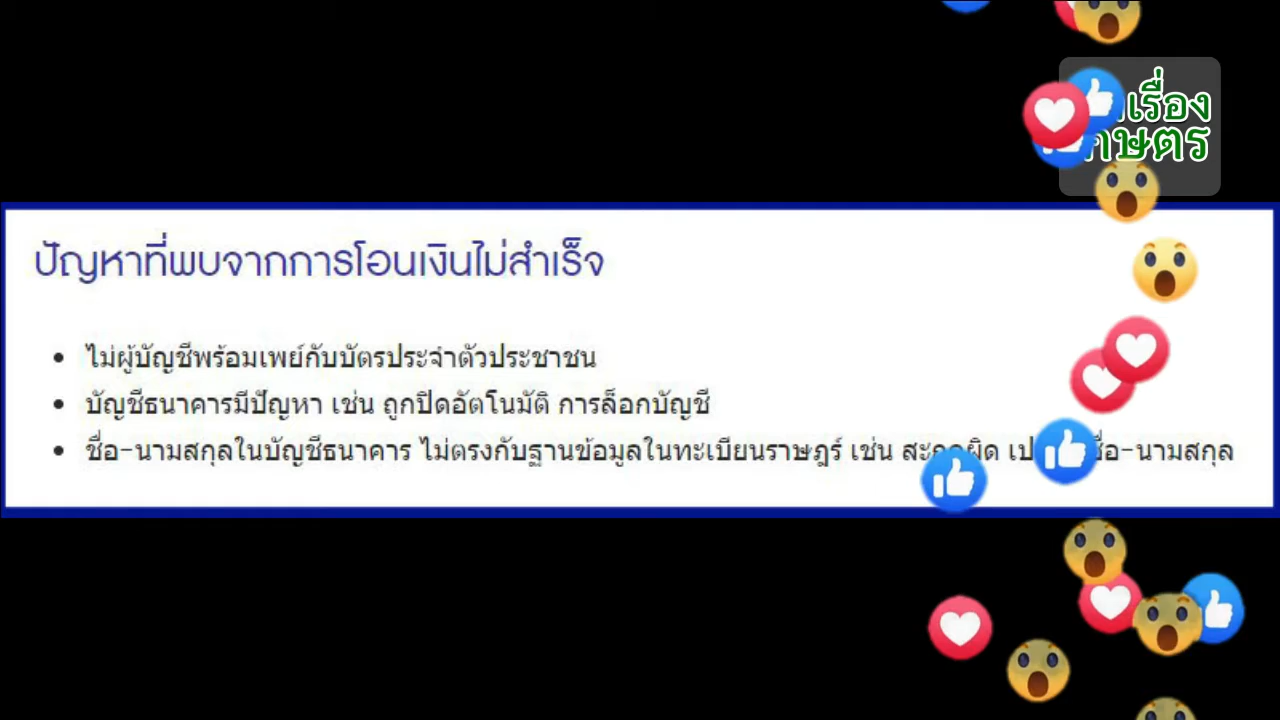 เรื่อง
กษตร
ปัญหาที่พบจากการโอนเงินไม่สำเร็จ
• ไม่ผู้บัญชีพร้อมเพย์กับบัตรประจำตัวประชาชน
• บัญชีธนาคารมีปัญหา เช่น ถูกปิดอัตโนมัติ การล็อกบัญชี
• ชื่อ-นามสกุลในบัญชีธนาคาร ไม่ตรงกับฐานข้อมูลในทะเบียนราษฎร์ เช่น สะกดผิด ชื่อ-นามสกุล